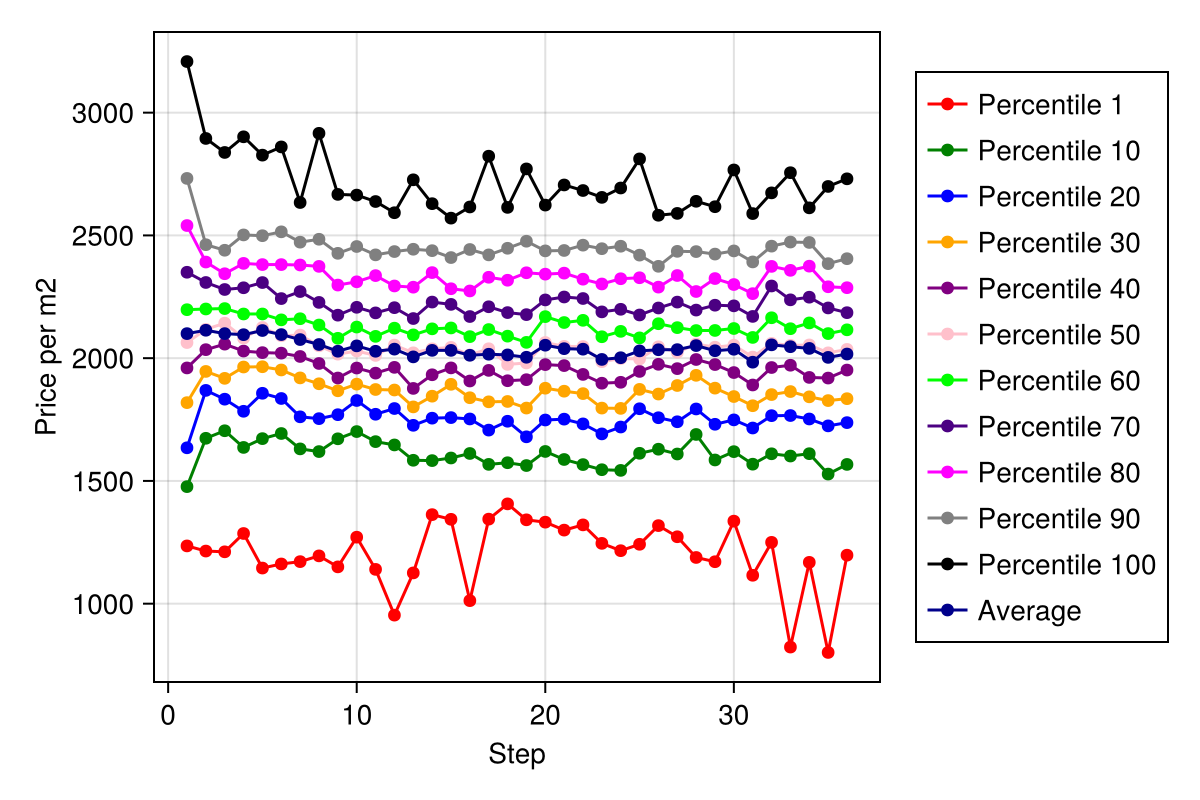 3000
2500
2000
1500
1000
Price per m2
0 10 20 30
Step
Percentile 1
Percentile 10
Percentile 20
Percentile 30
Percentile 40
Percentile 50
Percentile 60
Percentile 70
Percentile 80
Percentile 90
Percentile 100
Average